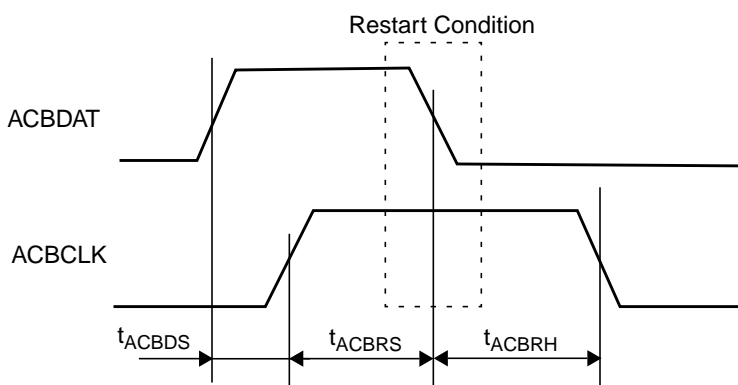 Restart Condition
ACBDAT
ACBCLK
tACBDS
tACBRS
tACBRH